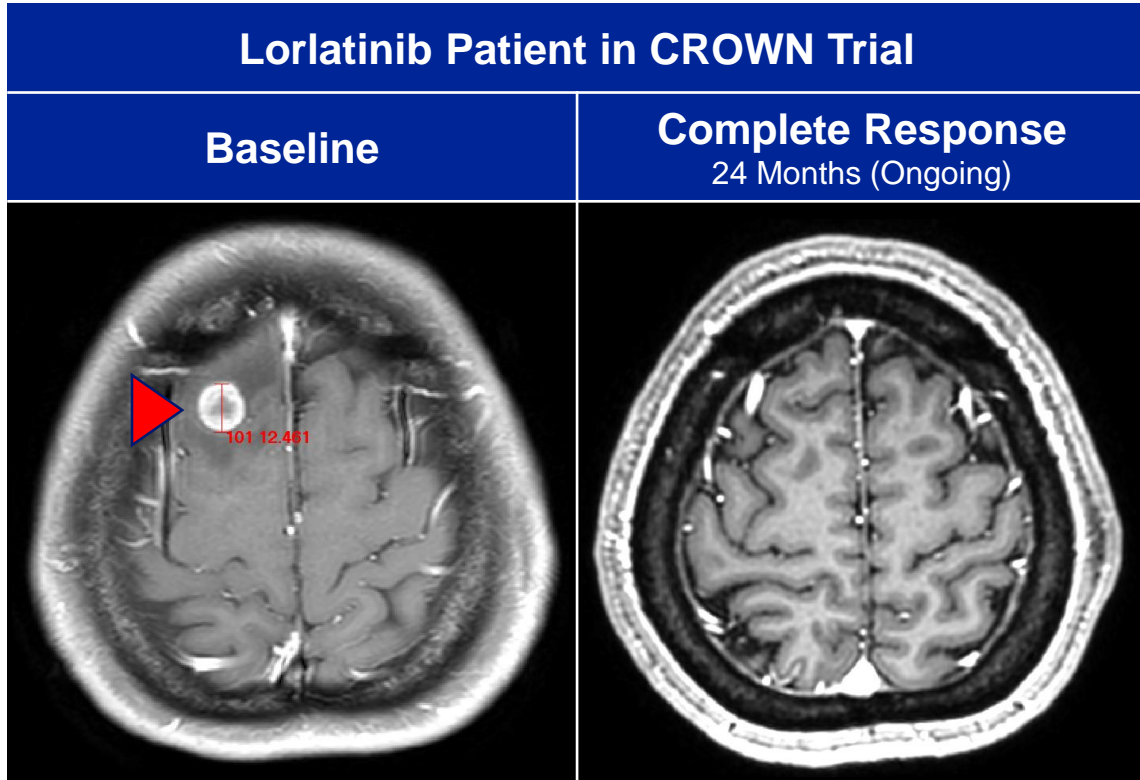 Lorlatinib Patient in CROWN Trial
Baseline
Complete Response
24 Months (Ongoing)
101 12.461